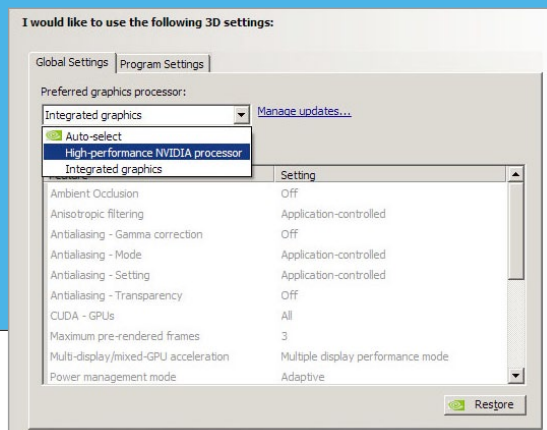 I would like to use the following 3D settings:
Global Settings Program Settings
Preferred graphics processor:
Integrated graphics Manage updates...
Auto-select
High-performance NVIDIA processor
Integrated graphics
Setting
Ambient Occlusion Off
Anisotropic filtering Application-controlled
Antialiasing - Gamma correction Off
Antialiasing - Mode Application-controlled
Antialiasing - Setting Application-controlled
Antialiasing - Transparency Off
CUDA - GPUs All
Maximum pre-rendered frames 3
Multi-display/mixed-GPU acceleration Multiple display performance mode
Power management mode Adaptive
Restore